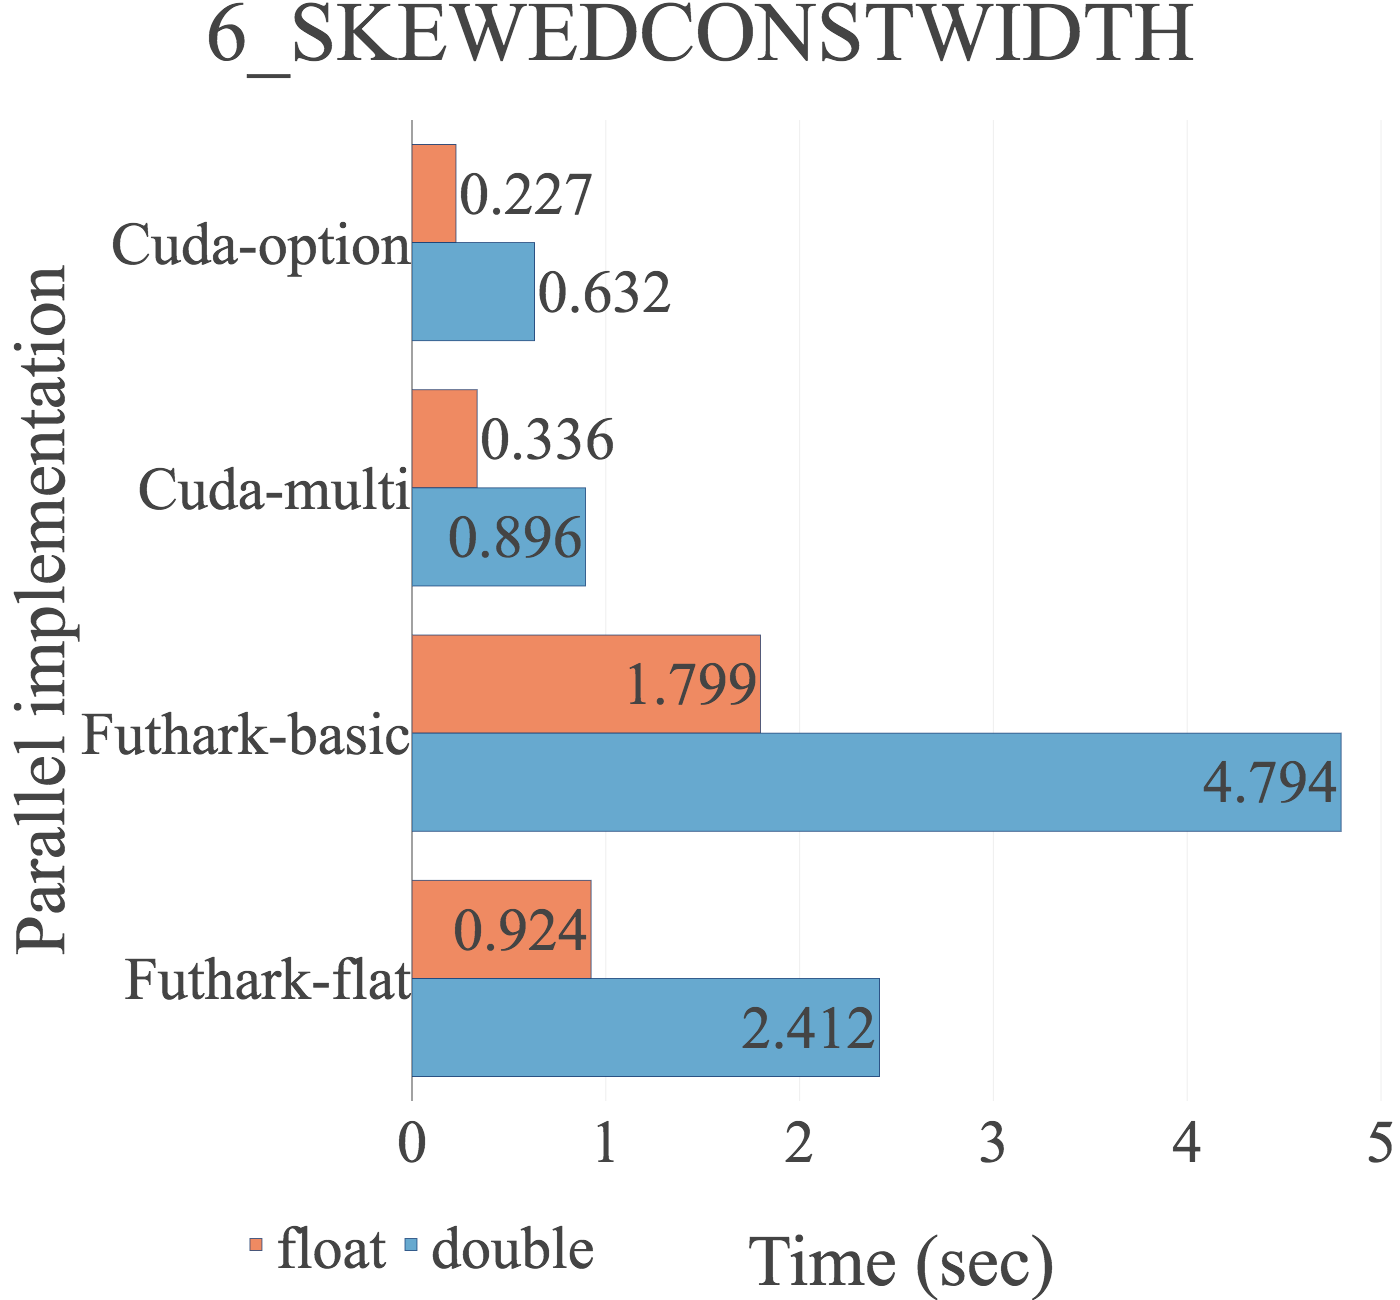 6_SKEWEDCONSTWIDTH
Parallel implementation
Cuda-option
0.227
0.632
Cuda-multi
0.336
0.896
Futhark-basic
1.799
4.794
Futhark-flat
0.924
2.412
0 1 2 3 4 5
float double
Time (sec)